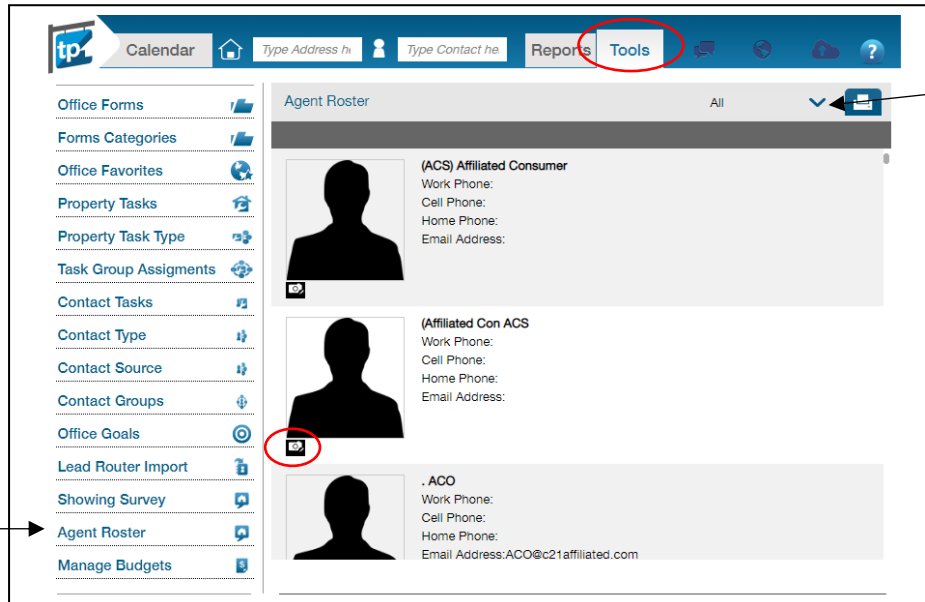 tp
Calendar
Type Address he
Type Contact he.
Reports
Tools
?
Office Forms
Forms Categories
Office Favorites
Property Tasks
Property Task Type
Task Group Assigments
Contact Tasks
Contact Type
Contact Source
Contact Groups
Office Goals
Lead Router Import
Showing Survey
Agent Roster
Manage Budgets
Agent Roster
All
(ACS) Affiliated Consumer
Work Phone:
Cell Phone:
Home Phone:
Email Address:
(Affiliated Con ACS
Work Phone:
Cell Phone:
Home Phone:
Email Address:
. ACO
Work Phone:
Cell Phone:
Home Phone:
Email Address:ACO@c21affiliated.com